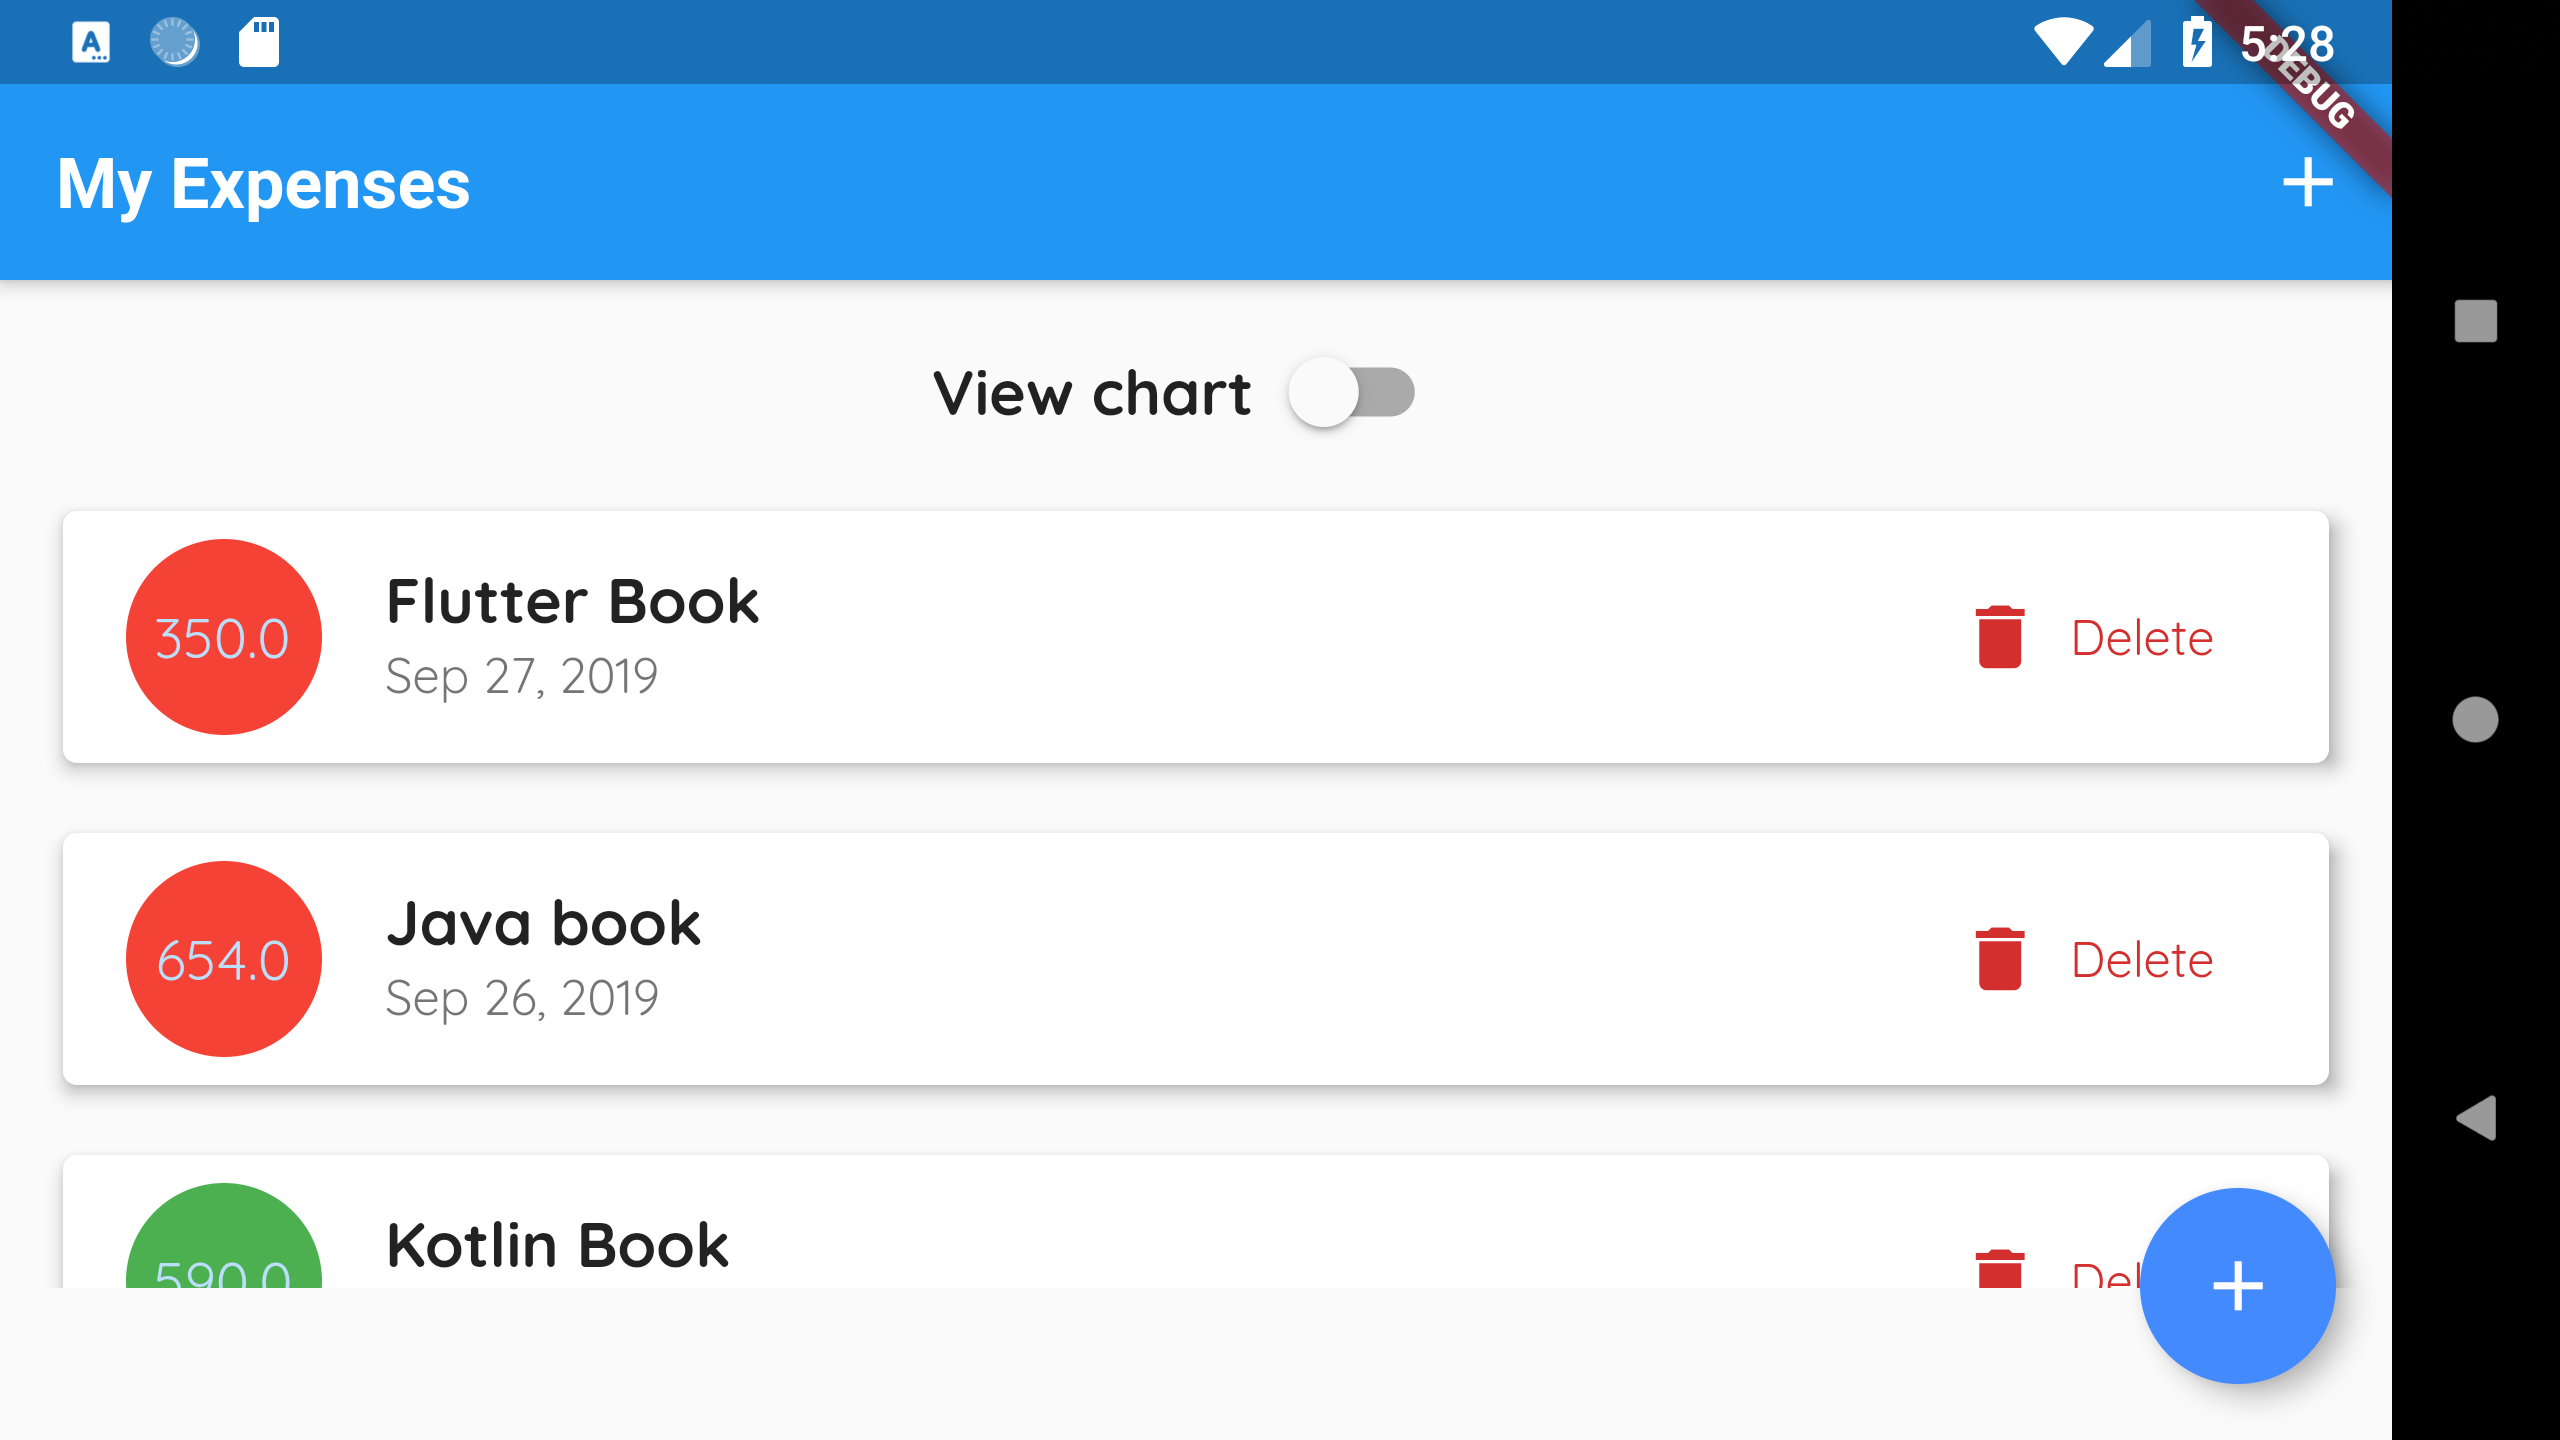 5:28
DEBUG
My Expenses
View chart
350.0
Flutter Book
Sep 27, 2019
Delete
654.0
Java book
Sep 26, 2019
Delete
590.0
Kotlin Book
Del